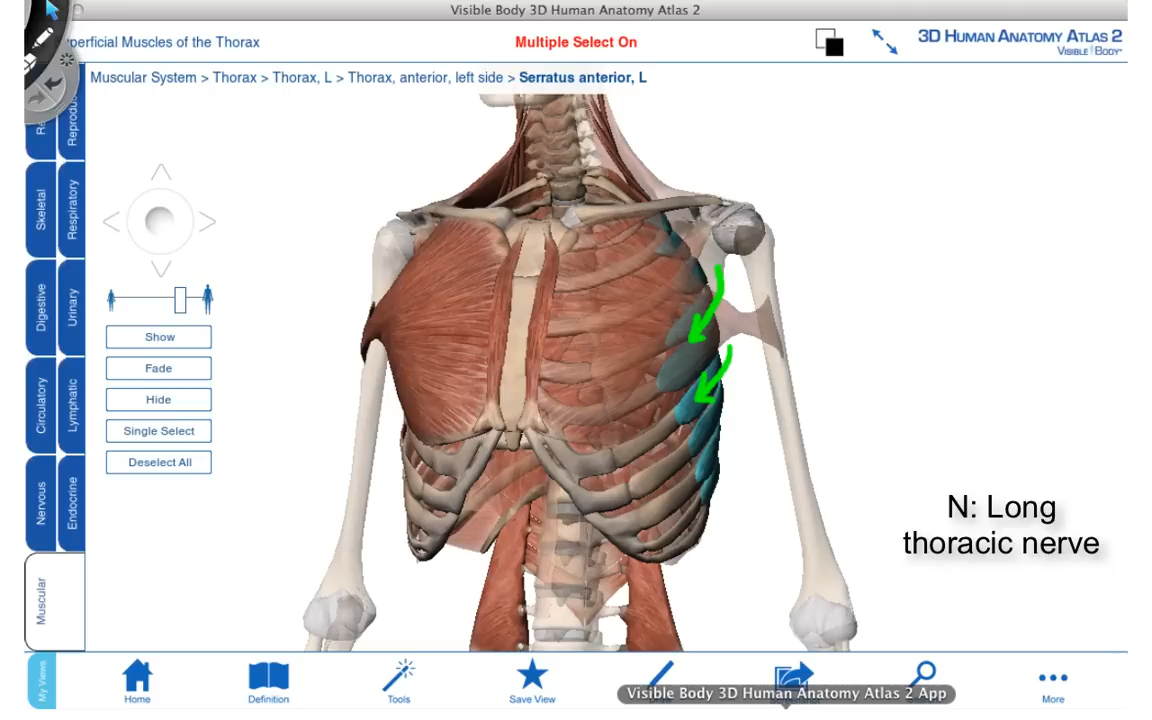 Visible Body 3D Human Anatomy Atlas 2
perficial Muscles of the Thorax
Multiple Select On
3D HUMAN ANATOMY ATLAS 2
VISIBLE BODY
Muscular System > Thorax > Thorax, L > Thorax, anterior, left side > Serratus anterior, L
Reprodu
Skeletal
Respiratory
Digestive
Urinary
Circulatory
Lymphatic
Nervous
Endocrine
Muscular
My Views
Show
Fade
Hide
Single Select
Deselect All
N: Long
thoracic nerve
Home
Definition
Tools
Save View
Visible Body 3D Human Anatomy Atlas 2 App
More